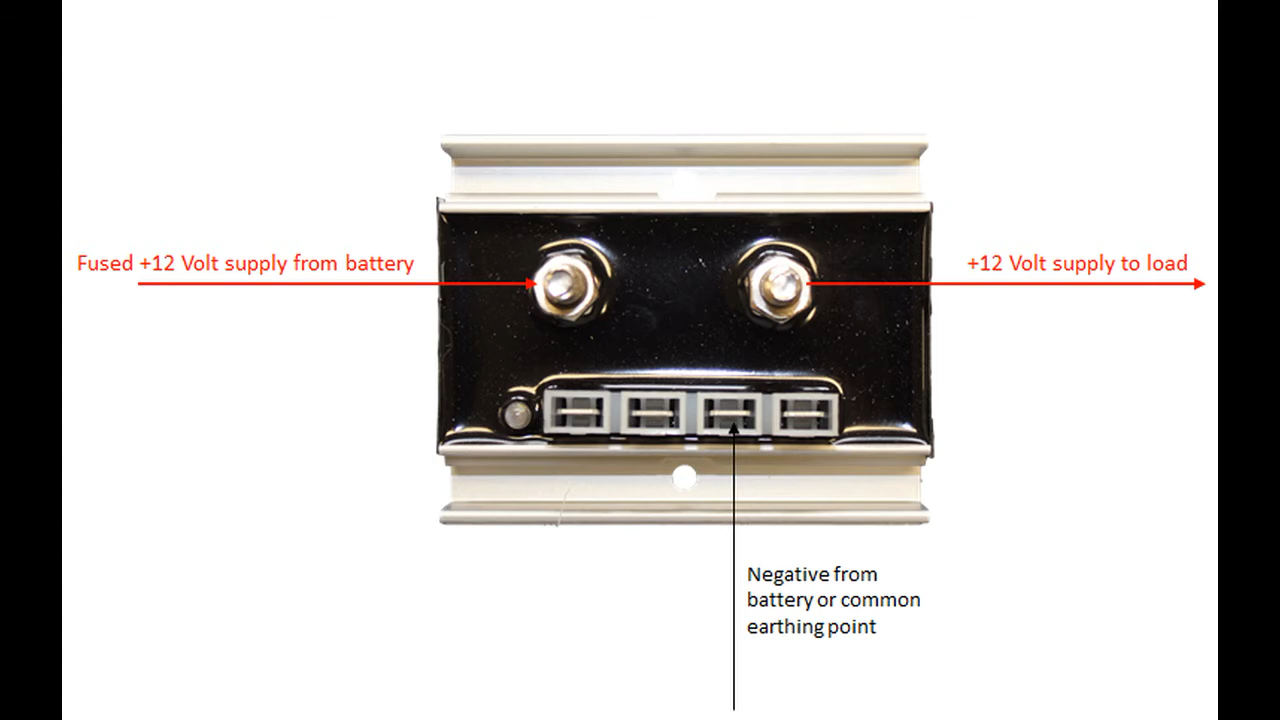 Fused +12 Volt supply from battery
+12 Volt supply to load
Negative from
battery or common
earthing point